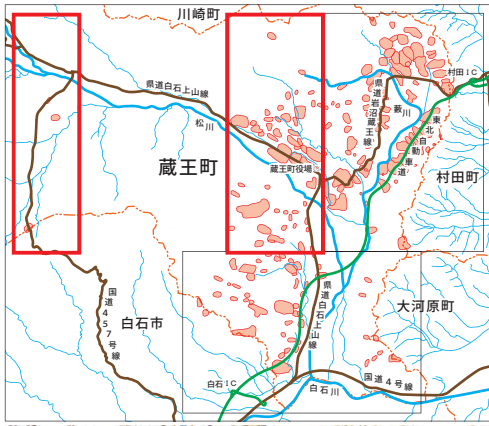 川崎町
村田IC
県道白石上山線
県道岩沼蔵王線
薮川
松川
東北自動車道
蔵王町役場
蔵王町
村田町
大河原町
県道白石上山線
国道457号線
白石市
白石IC
白石川
国道4号線